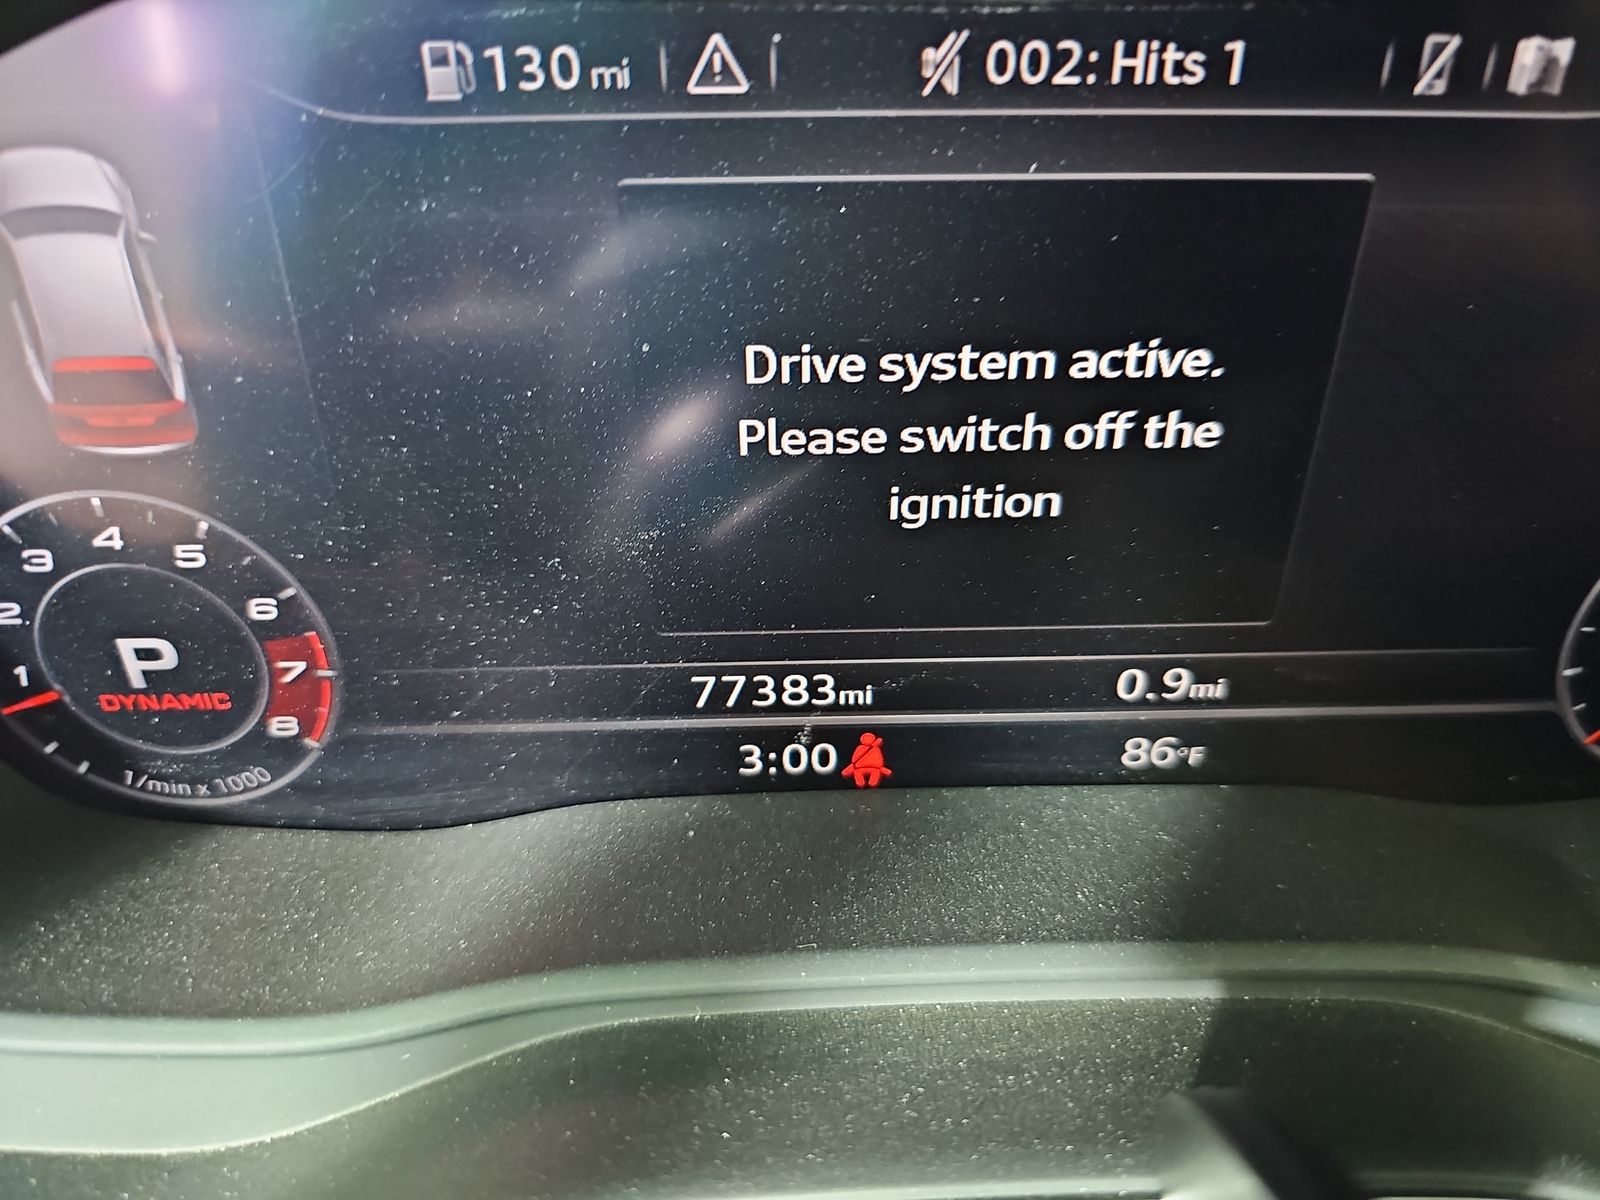 130 mi
002: Hits 1
Drive system active.
Please switch off the
ignition
1
2
3
4
5
6
7
8
P
DYNAMIC
1/min x 1000
77383mi
0.9mi
3:00
86°F